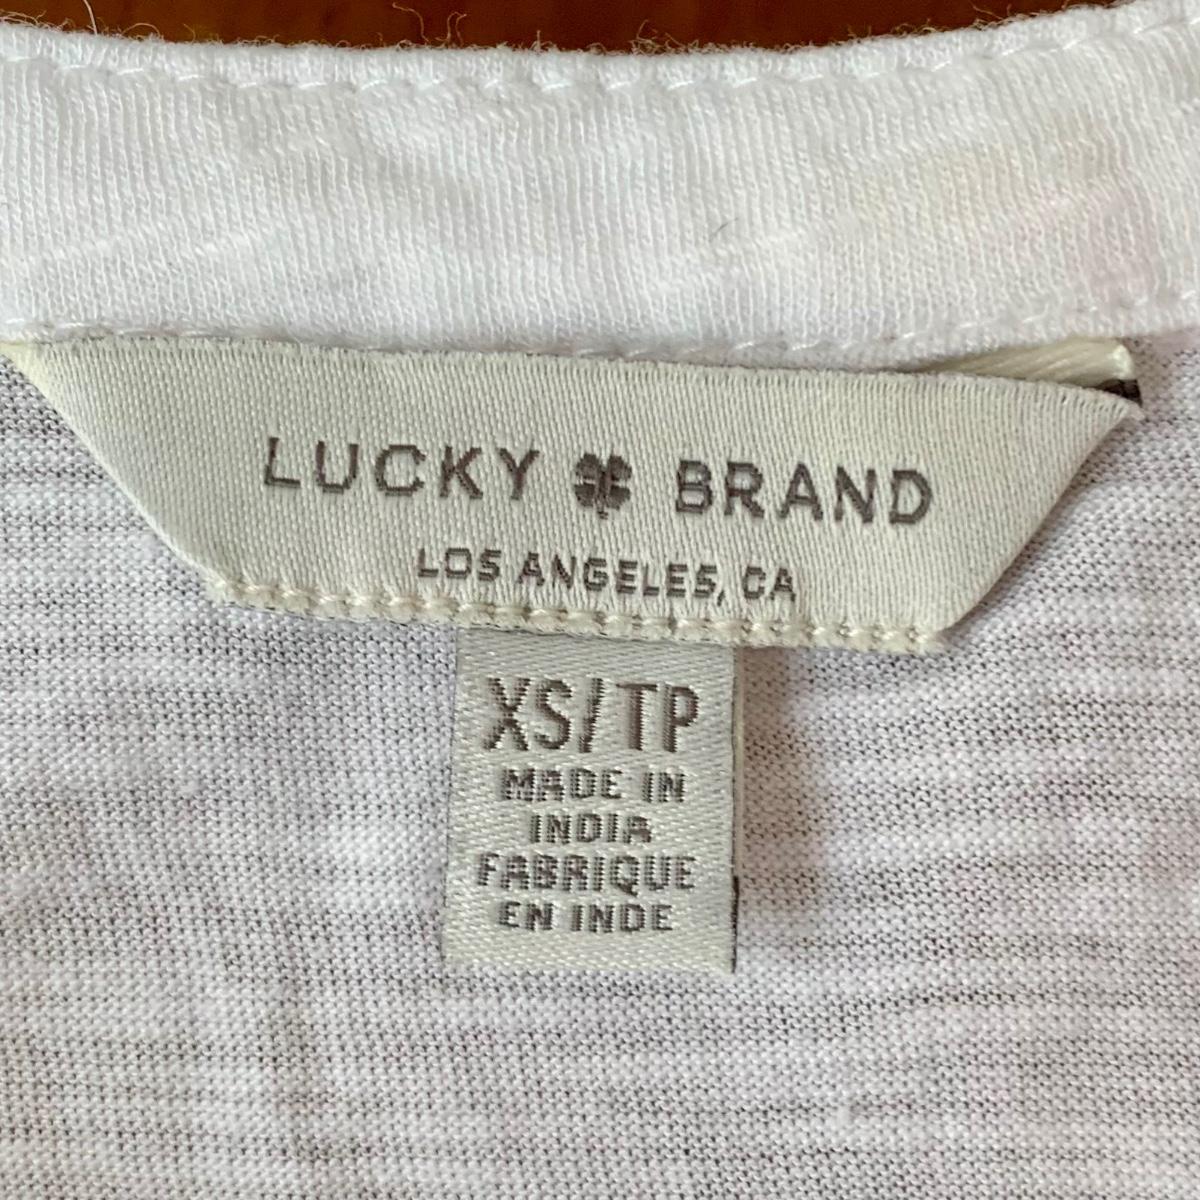 LUCKY BRAND
LOS ANGELES, CA
XS/TP
MADE IN
INDIA
FABRIQUE
EN INDE